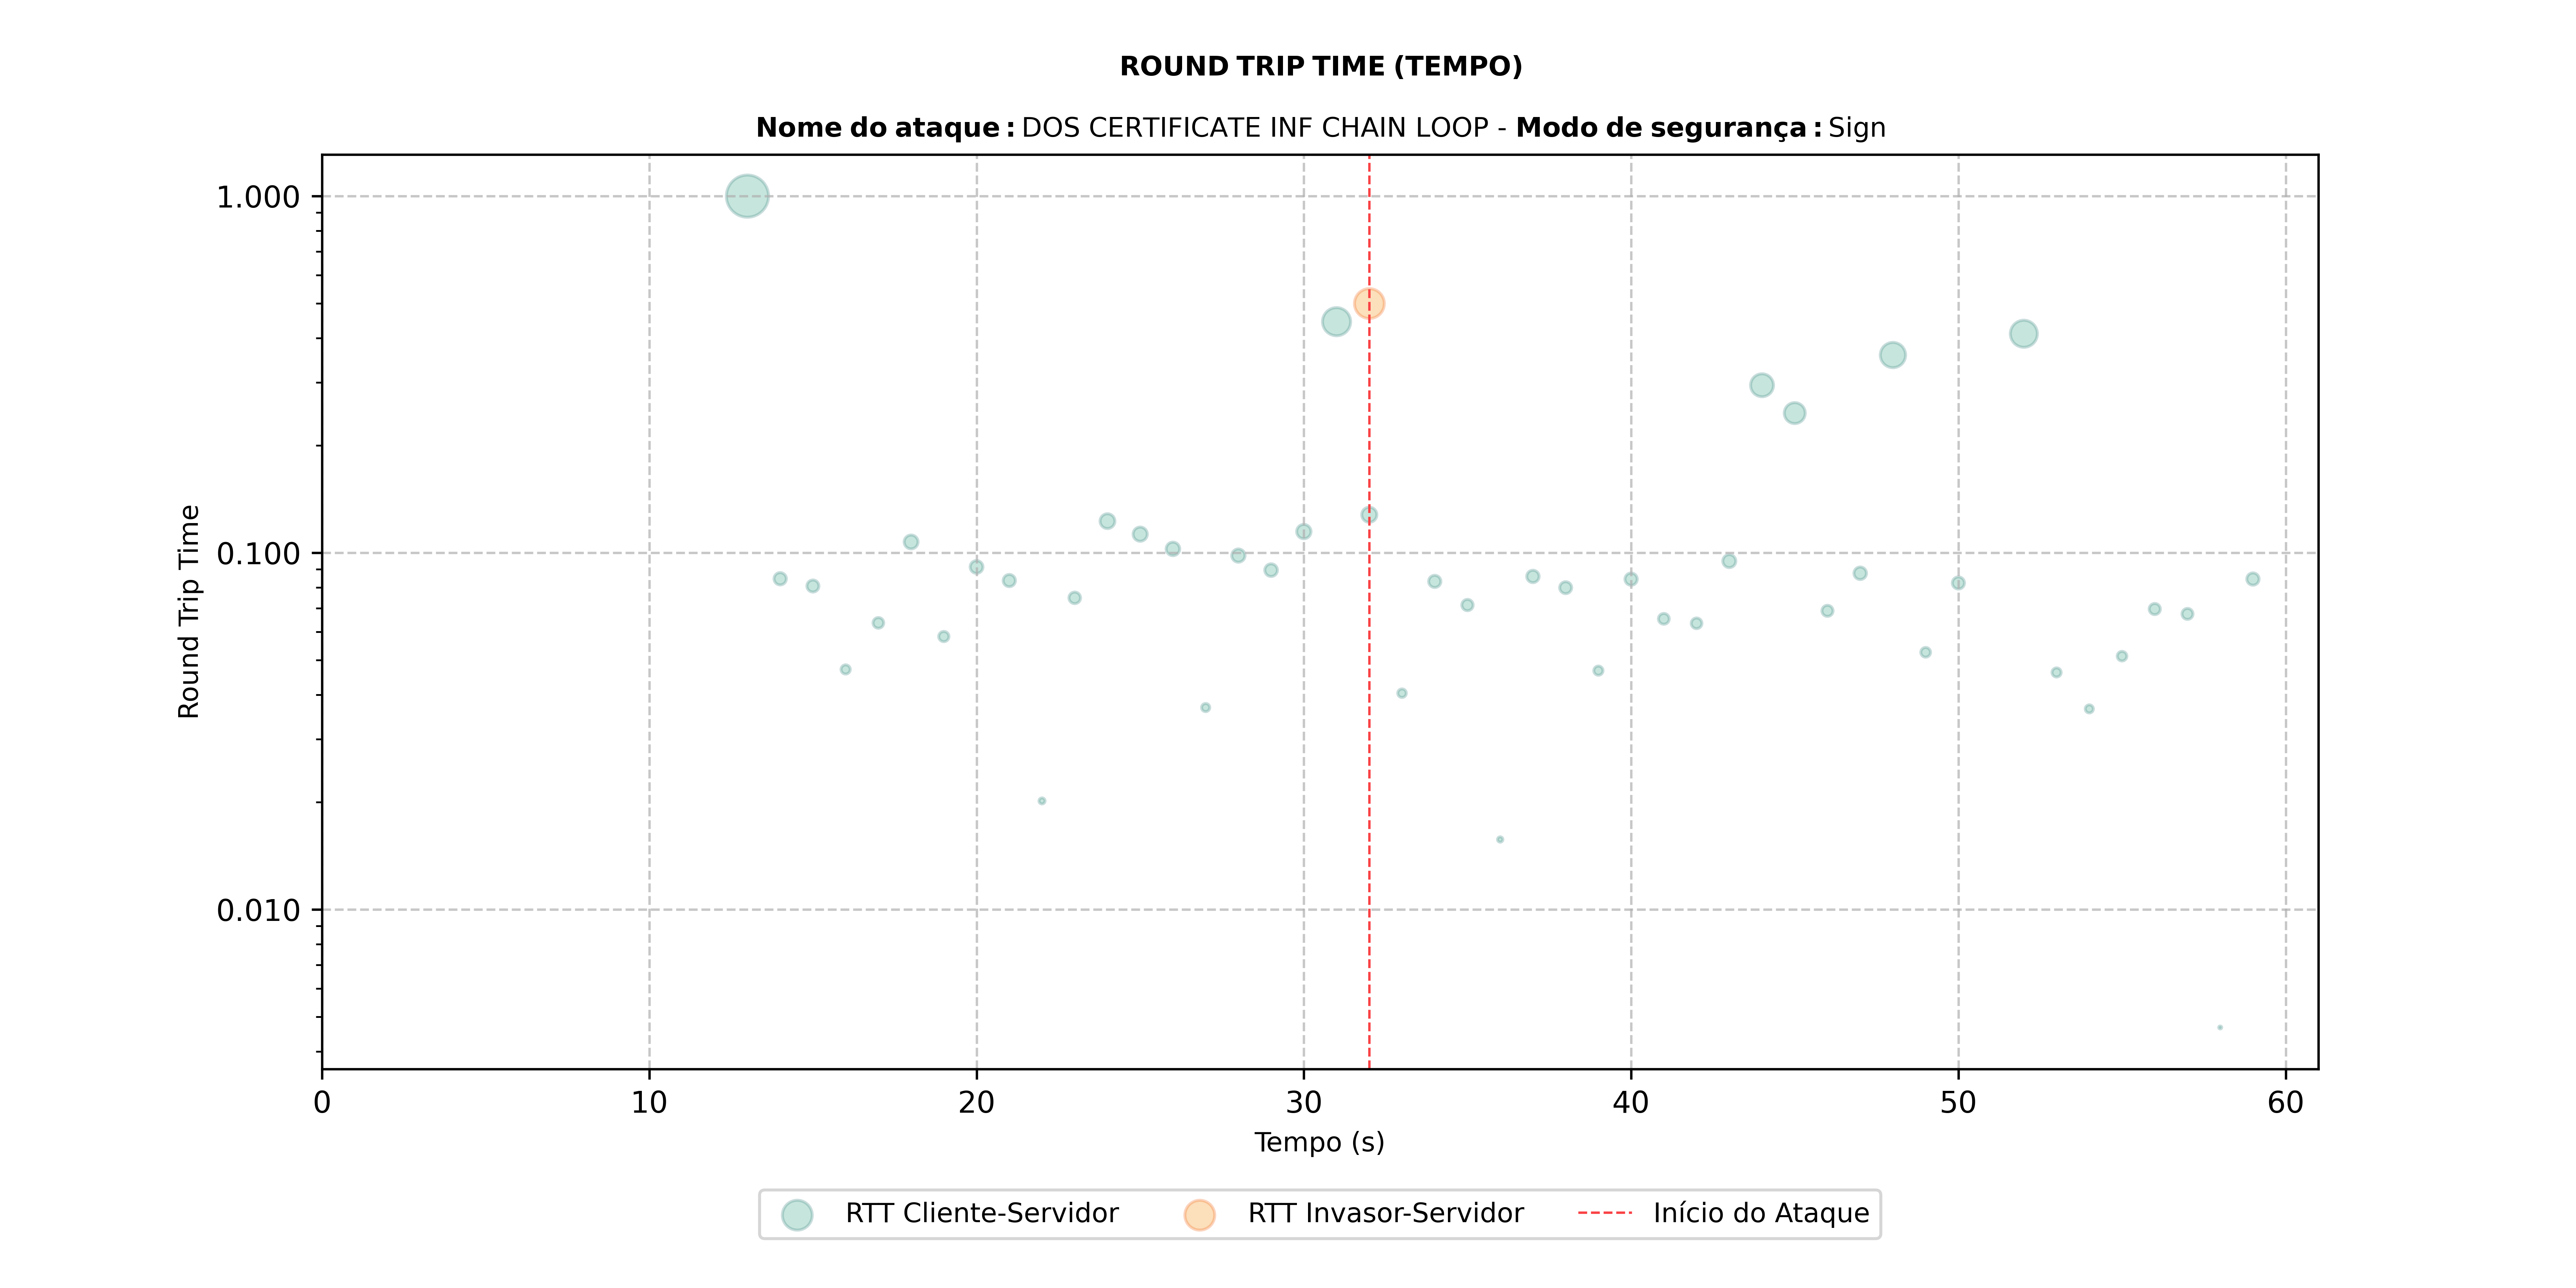 ROUND TRIP TIME (TEMPO)
Nome do ataque : DOS CERTIFICATE INF CHAIN LOOP - Modo de segurança : Sign
1.000
0.100
0.010
Round Trip Time
0 10 20 30 40 50 60
Tempo (s)
RTT Cliente-Servidor RTT Invasor-Servidor Início do Ataque